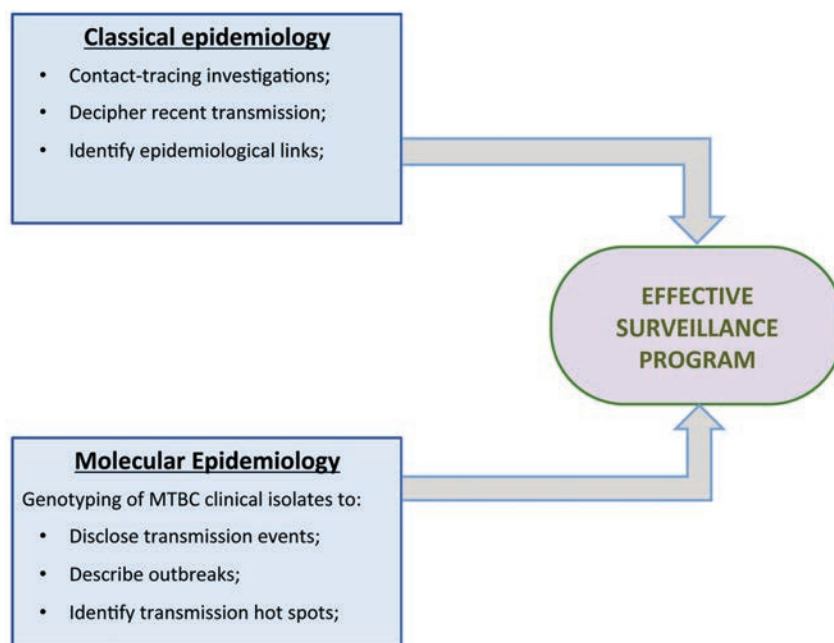 Classical epidemiology
• Contact-tracing investigations;
• Decipher recent transmission;
• Identify epidemiological links;
EFFECTIVE
SURVEILLANCE
PROGRAM
Molecular Epidemiology
Genotyping of MTBC clinical isolates to:
• Disclose transmission events;
• Describe outbreaks;
• Identify transmission hot spots;